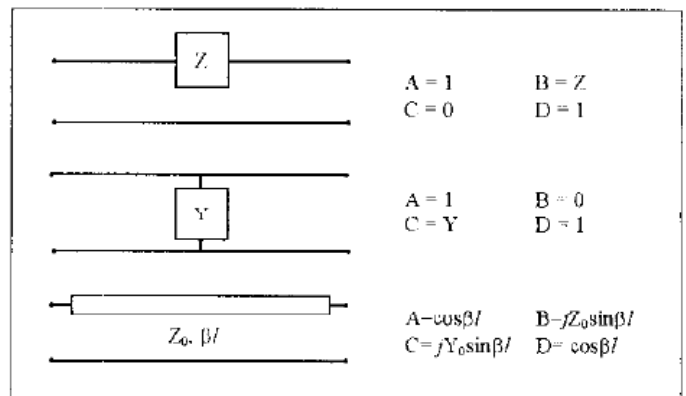 Z
A = 1 B = Z
C = 0 D = 1
Y
A = 1 B = 0
C = Y D = 1
Z₀, βl
A=cosβl B=jZ₀sinβl
C=jY₀sinβl D= cosβl